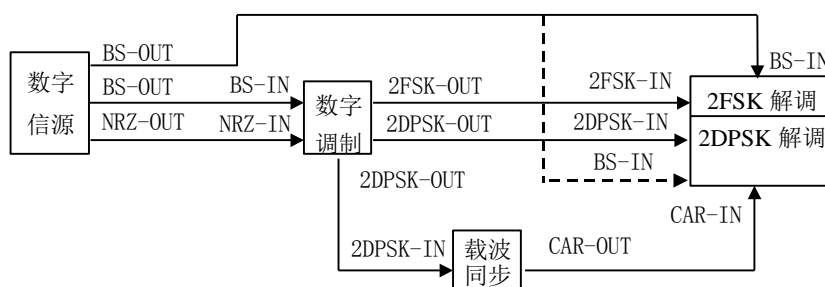 BS-OUT
BS-IN
数字
信源
BS-OUT
BS-IN
NRZ-OUT
NRZ-IN
数字
调制
2FSK-OUT
2FSK-IN
2DPSK-OUT
2DPSK-IN
2FSK 解调
2DPSK 解调
BS-IN
2DPSK-OUT
CAR-IN
2DPSK-IN
载波
同步
CAR-OUT